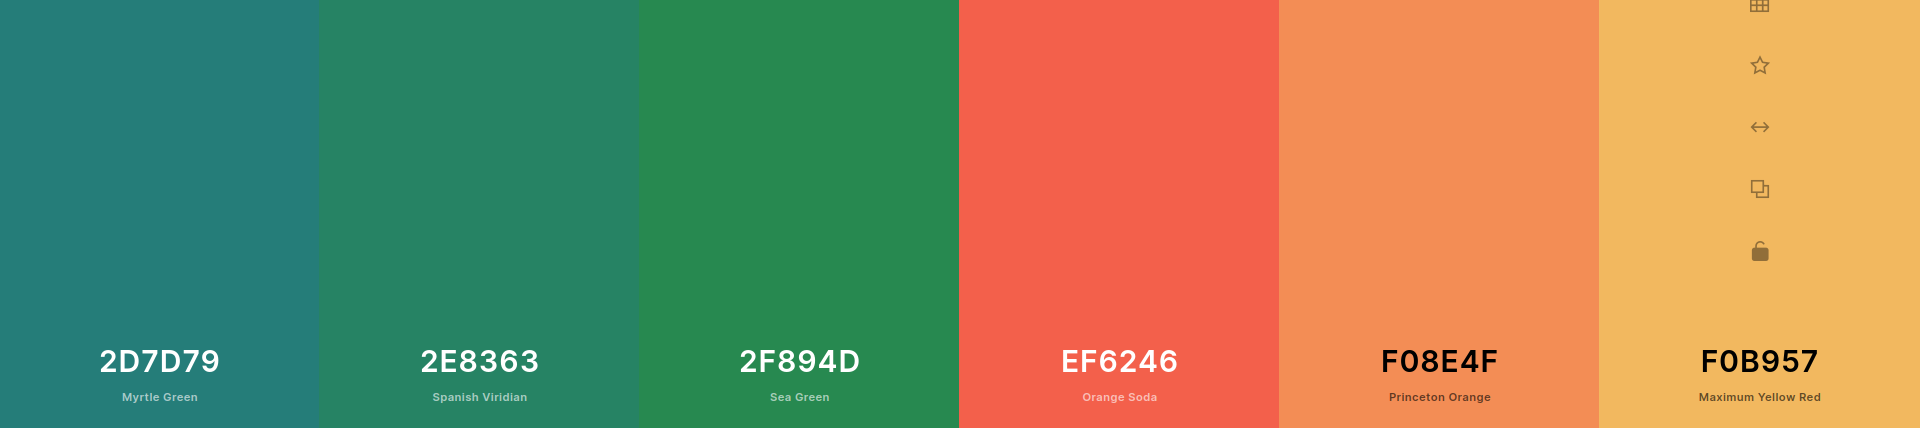 2D7D79
Myrtle Green
2E8363
Spanish Viridian
2F894D
Sea Green
EF6246
Orange Soda
F08E4F
Princeton Orange
F0B957
Maximum Yellow Red